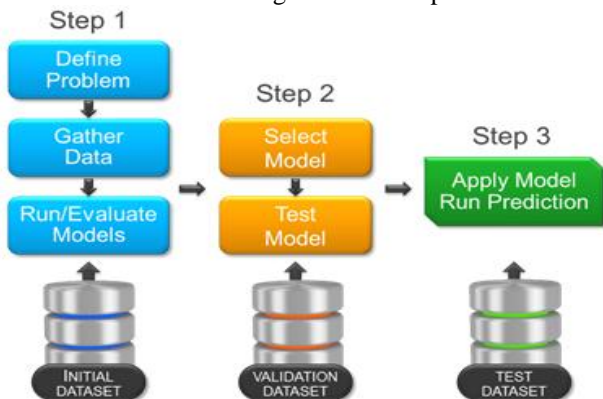 Step 1
Define
Problem
Gather
Data
Run/Evaluate
Models
INITIAL
DATASET
Step 2
Select
Model
Test
Model
VALIDATION
DATASET
Step 3
Apply Model
Run Prediction
TEST
DATASET